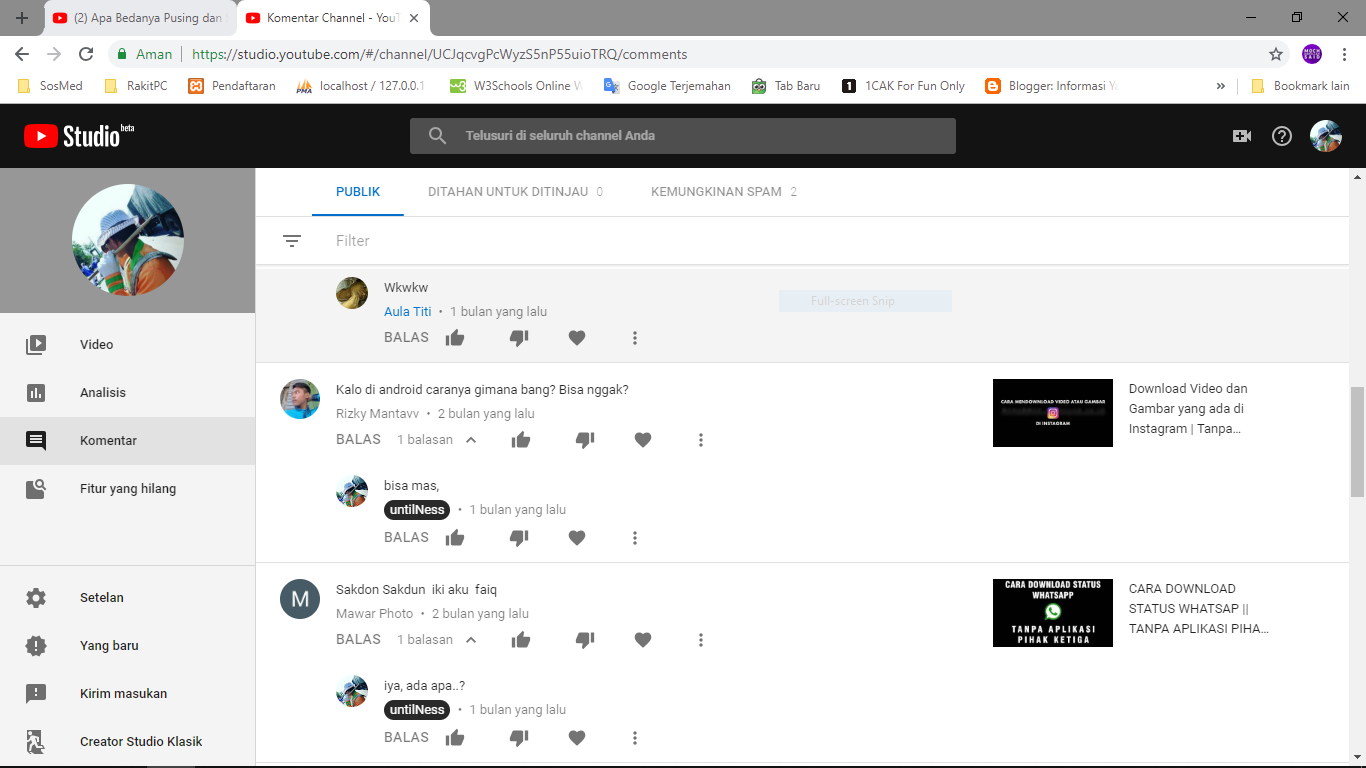 (2) Apa Bedanya Pusing dan
Komentar Channel - YouT
Aman
https://studio.youtube.com/#/channel/UCJqcvgPcWyzS5nP55uioTRQ/comments
SosMed
RakitPC
Pendaftaran
localhost / 127.0.0.1
W3Schools Online W
Google Terjemahan
Tab Baru
1CAK For Fun Only
Blogger: Informasi Y
»
Bookmark lain
Studio beta
Telusuri di seluruh channel Anda
PUBLIK
DITAHAN UNTUK DITINJAU 0
KEMUNGKINAN SPAM 2
Filter
Video
Analisis
Komentar
Fitur yang hilang
Setelan
Yang baru
Kirim masukan
Creator Studio Klasik
Wkwkw
Full-screen Snip
Aula Titi • 1 bulan yang lalu
BALAS
Kalo di android caranya gimana bang? Bisa nggak?
Rizky Mantavv • 2 bulan yang lalu
BALAS 1 balasan
CARA MENDOWNLOAD VIDEO ATAU GAMBAR
DI INSTAGRAM
Download Video dan
Gambar yang ada di
Instagram | Tanpa...
bisa mas,
untilNess • 1 bulan yang lalu
BALAS
M
Sakdon Sakdun iki aku faiq
Mawar Photo • 2 bulan yang lalu
BALAS 1 balasan
CARA DOWNLOAD STATUS
WHATSAPP
TANPA APLIKASI
PIHAK KETIGA
CARA DOWNLOAD
STATUS WHATSAP ||
TANPA APLIKASI PIHA...
iya, ada apa..?
untilNess • 1 bulan yang lalu
BALAS